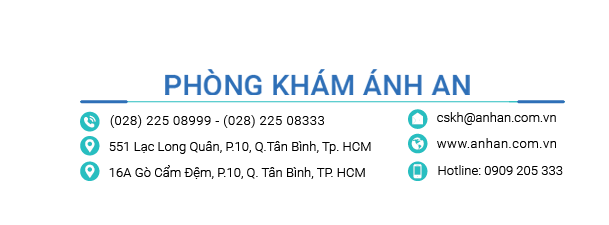 PHÒNG KHÁM ÁNH AN
(028) 225 08999 - (028) 225 08333
551 Lạc Long Quân, P.10, Q.Tân Bình, Tp. HCM
16A Gò Cẩm Đệm, P.10, Q. Tân Bình, TP. HCM
cskh@anhan.com.vn
www.anhan.com.vn
Hotline: 0909 205 333